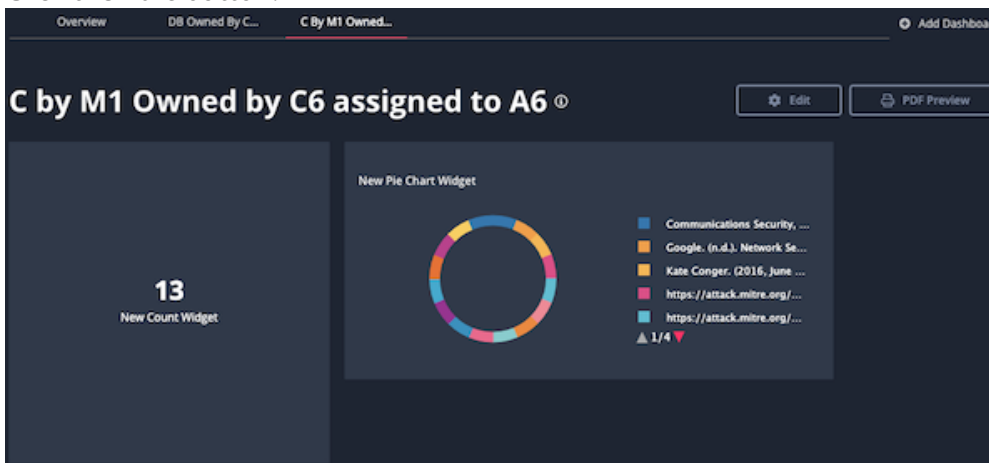 Overview DB Owned By C... C By M1 Owned... Add Dashboa
C by M1 Owned by C6 assigned to A6
Edit PDF Preview
New Pie Chart Widget
Communications Security, ...
Google. (n.d.). Network Se...
Kate Conger. (2016, June ...
https://attack.mitre.org/...
https://attack.mitre.org/...
1/4
13
New Count Widget